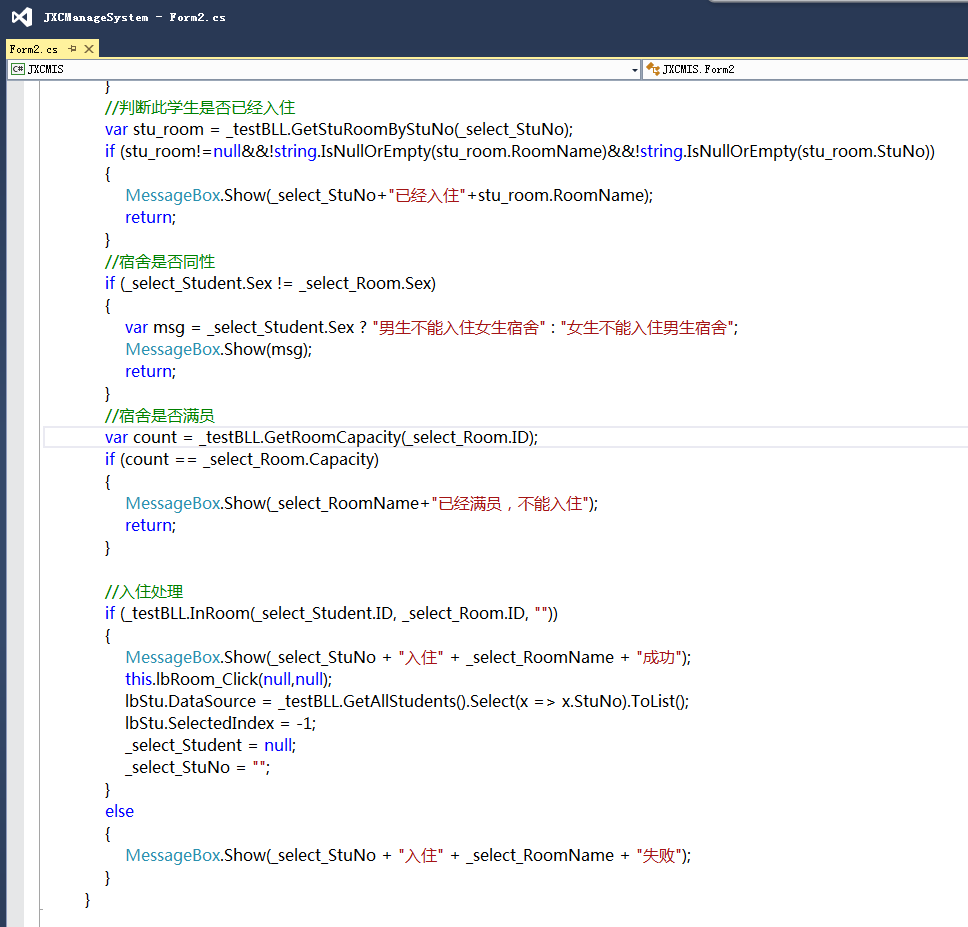 JXCManageSystem - Form2.cs
Form2.cs
C# JXCMIS JXCMIS.Form2
}
//判断此学生是否已经入住
var stu_room = _testBLL.GetStuRoomByStuNo(_select_StuNo);
if (stu_room!=null&&!string.IsNullOrEmpty(stu_room.RoomName)&&!string.IsNullOrEmpty(stu_room.StuNo))
{
MessageBox.Show(_select_StuNo+"已经入住"+stu_room.RoomName);
return;
}
//宿舍是否同性
if (_select_Student.Sex != _select_Room.Sex)
{
var msg = _select_Student.Sex ? "男生不能入住女生宿舍" : "女生不能入住男生宿舍";
MessageBox.Show(msg);
return;
}
//宿舍是否满员
var count = _testBLL.GetRoomCapacity(_select_Room.ID);
if (count == _select_Room.Capacity)
{
MessageBox.Show(_select_RoomName+"已经满员，不能入住");
return;
}
//入住处理
if (_testBLL.InRoom(_select_Student.ID, _select_Room.ID, ""))
{
MessageBox.Show(_select_StuNo + "入住" + _select_RoomName + "成功");
this.lbRoom_Click(null,null);
lbStu.DataSource = _testBLL.GetAllStudents().Select(x => x.StuNo).ToList();
lbStu.SelectedIndex = -1;
_select_Student = null;
_select_StuNo = "";
}
else
{
MessageBox.Show(_select_StuNo + "入住" + _select_RoomName + "失败");
}
}